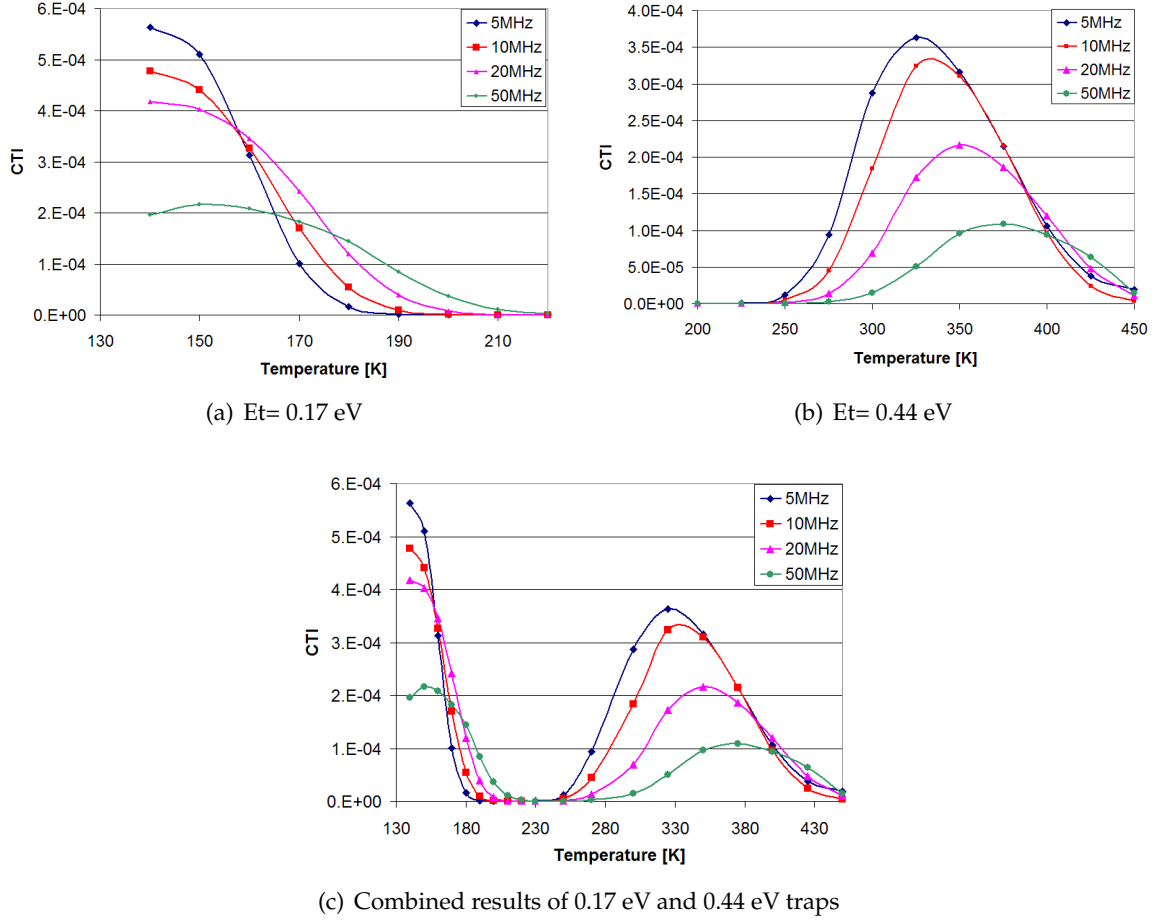 6.E-04
5.E-04
4.E-04
3.E-04
2.E-04
1.E-04
0.E+00
CTI
130 150 170 190 210
Temperature [K]
5MHz
10MHz
20MHz
50MHz
(a) Et= 0.17 eV
4.0E-04
3.5E-04
3.0E-04
2.5E-04
2.0E-04
1.5E-04
1.0E-04
5.0E-05
0.0E+00
CTI
200 250 300 350 400 450
Temperature [K]
5MHz
10MHz
20MHz
50MHz
(b) Et= 0.44 eV
6.E-04
5.E-04
4.E-04
3.E-04
2.E-04
1.E-04
0.E+00
CTI
130 180 230 280 330 380 430
Temperature [K]
5MHz
10MHz
20MHz
50MHz
(c) Combined results of 0.17 eV and 0.44 eV traps